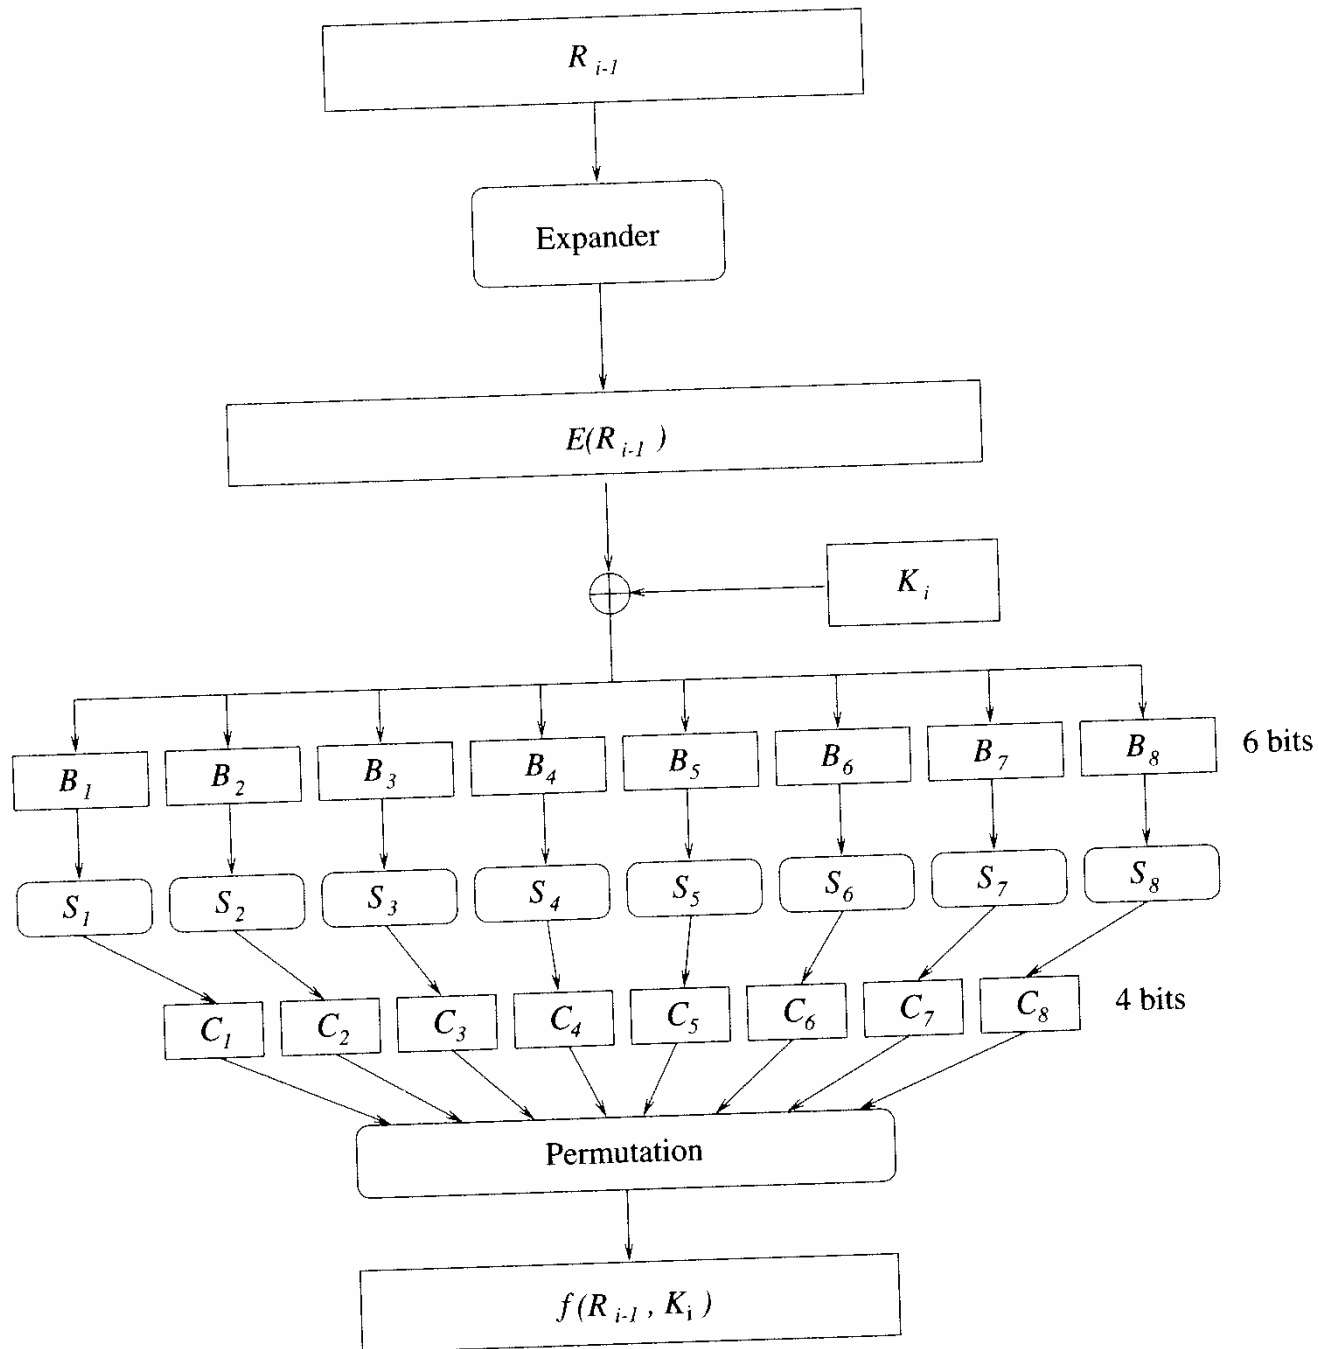 R i-1
Expander
E(R i-1 )
K i
B 1 B 2 B 3 B 4 B 5 B 6 B 7 B 8 6 bits
S 1 S 2 S 3 S 4 S 5 S 6 S 7 S 8
C 1 C 2 C 3 C 4 C 5 C 6 C 7 C 8 4 bits
Permutation
f(R i-1 , K i )